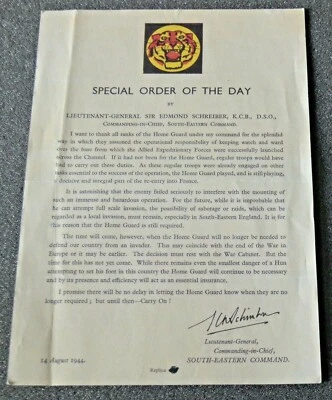 SPECIAL ORDER OF THE DAY
BY
LIEUTENANT-GENERAL SIR EDMOND SCHREIBER, K.C.B., D.S.O.,
COMMANDING-IN-CHIEF, SOUTH-EASTERN COMMAND.
I want to thank all ranks of the Home Guard under my command for the splendid
way in which they assumed the operational responsibility of keeping watch and ward
over the base from which the Allied Expeditionary Forces were successfully launched
across the Channel. If it had not been for the Home Guard, regular troops would have
had to carry out these duties. As these regular troops were already engaged on other
tasks essential to the success of the operation, the Home Guard played, and is still playing,
a decisive and integral part of the re-entry into France.
It is astonishing that the enemy failed seriously to interfere with the mounting of
such an immense and hazardous operation. For the future, while it is impossible that
he can arrange full scale invasion, the possibility of sabotage or raids, which can be
regarded as a local invasion, must remain, especially in South-Eastern England. It is for
this reason that the Home Guard is still required.
The time will come, however, when the Home Guard will no longer be needed to
defend our country from an invader. This may coincide with the end of the War in
Europe or it may be earlier. The decision must rest with the War Cabinet. But the
time for this has not yet come. While there remains even the smallest danger of a Hun
attempting to set his foot in this country the Home Guard will continue to be necessary
and by its presence and efficiency will act as an essential insurance.
I promise there will be no delay in letting the Home Guard know when they are no
longer required; but until then—Carry On!
Lieutenant-General,
Commanding-in-Chief,
SOUTH-EASTERN COMMAND.
24 August 1944.
Replica